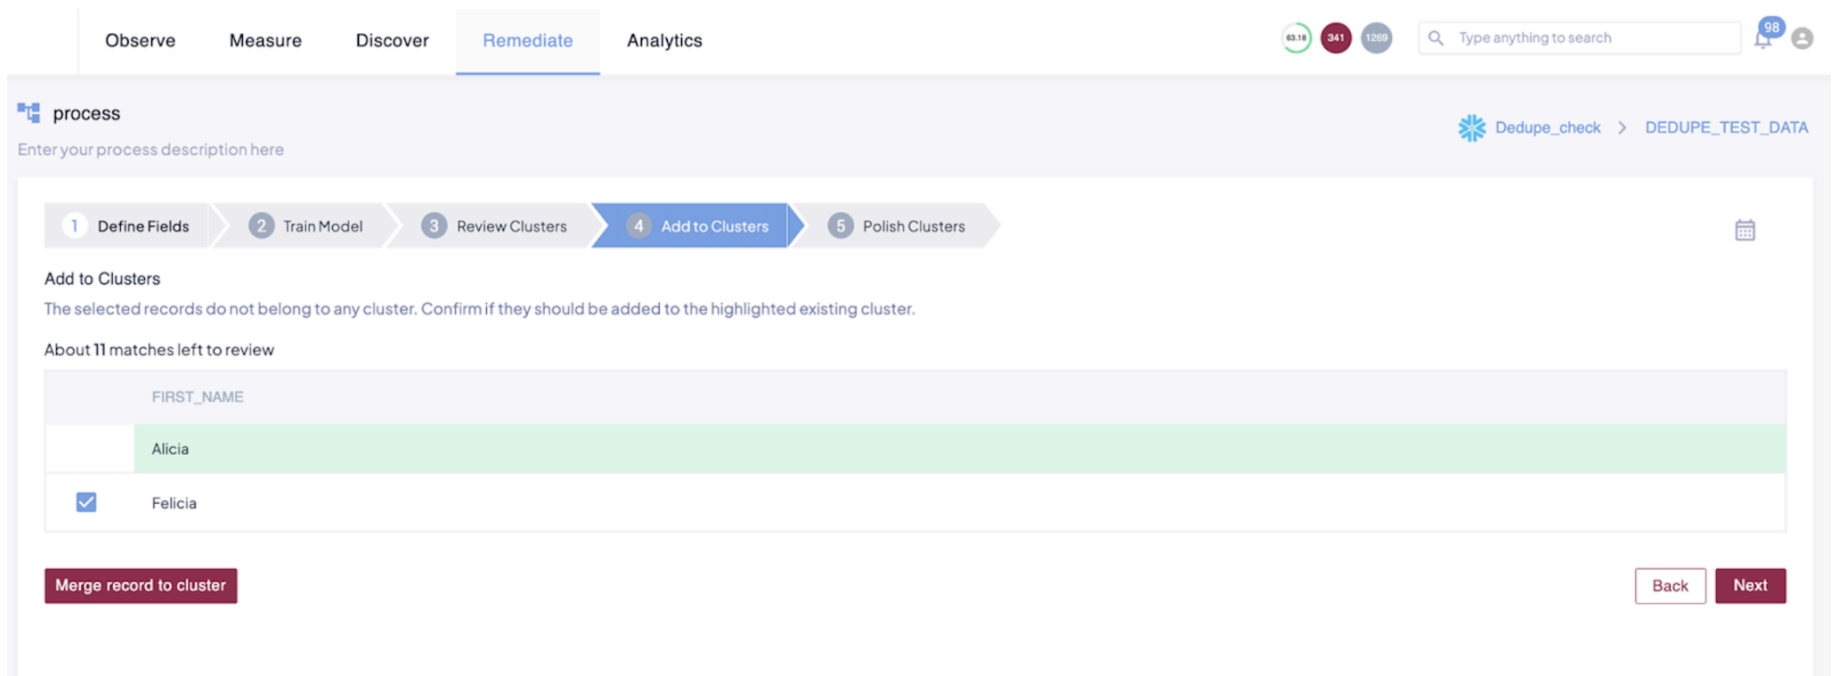 Observe Measure Discover Remediate Analytics 63.18 341 1269 Type anything to search 98
process
Dedupe_check > DEDUPE_TEST_DATA
Enter your process description here
1 Define Fields 2 Train Model 3 Review Clusters 4 Add to Clusters 5 Polish Clusters
Add to Clusters
The selected records do not belong to any cluster. Confirm if they should be added to the highlighted existing cluster.
About 11 matches left to review
FIRST_NAME
Alicia
Felicia
Merge record to cluster Back Next